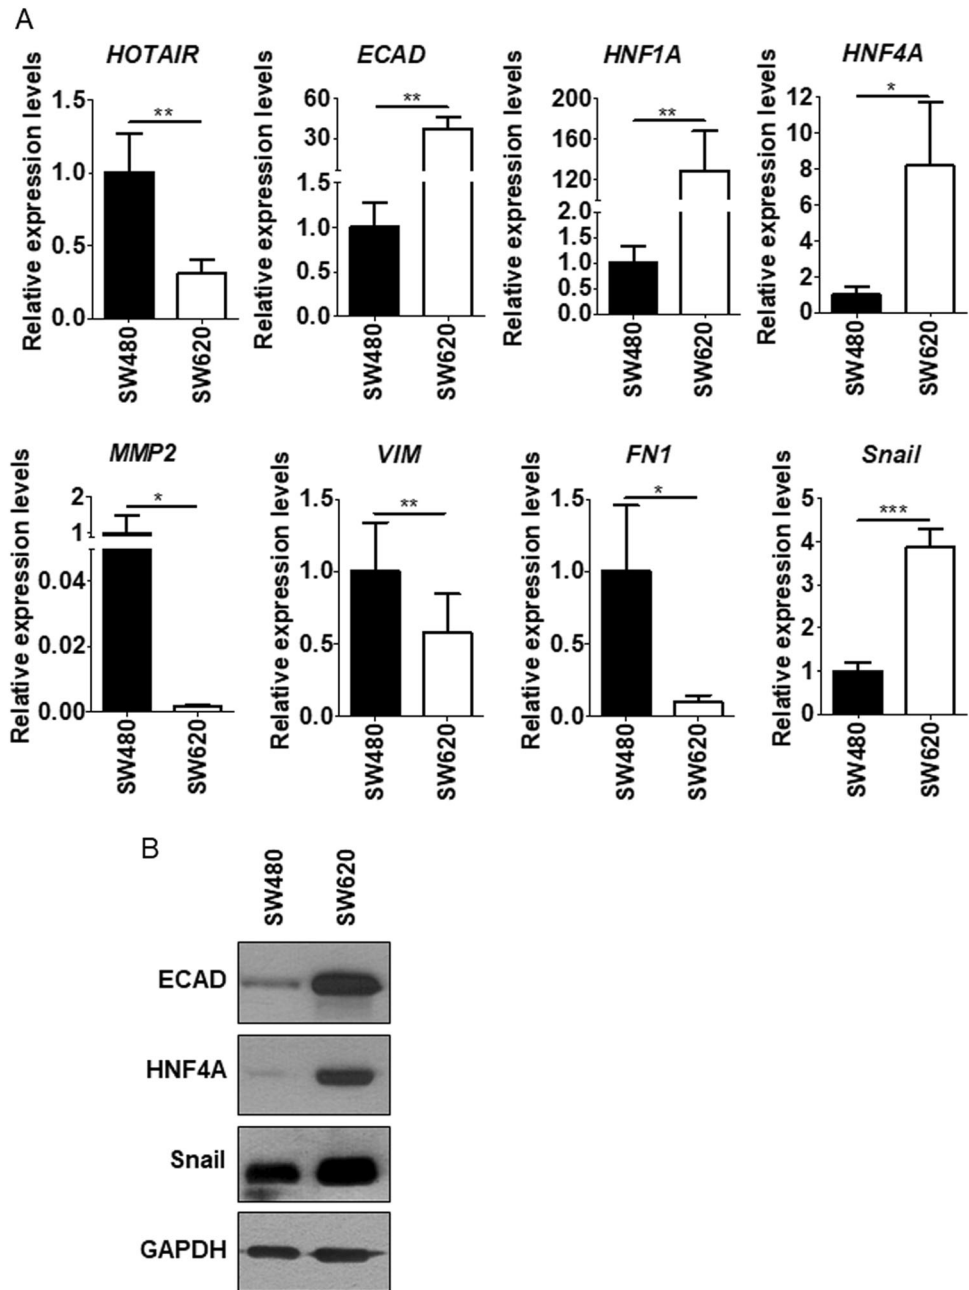 A
HOTAIR
Relative expression levels
1.5
1.0
0.5
0.0
**
SW480
SW620
ECAD
Relative expression levels
60
30
1.5
1.0
0.5
0.0
**
SW480
SW620
HNF1A
Relative expression levels
200
160
120
2.0
1.5
1.0
0.5
0.0
**
SW480
SW620
HNF4A
Relative expression levels
12
10
8
6
4
2
0
*
SW480
SW620
MMP2
Relative expression levels
2
1
0.04
0.02
0.00
*
SW480
SW620
VIM
Relative expression levels
1.5
1.0
0.5
0.0
**
SW480
SW620
FN1
Relative expression levels
1.5
1.0
0.5
0.0
*
SW480
SW620
Snail
Relative expression levels
5
4
3
2
1
0
***
SW480
SW620
B
SW480
SW620
ECAD
HNF4A
Snail
GAPDH